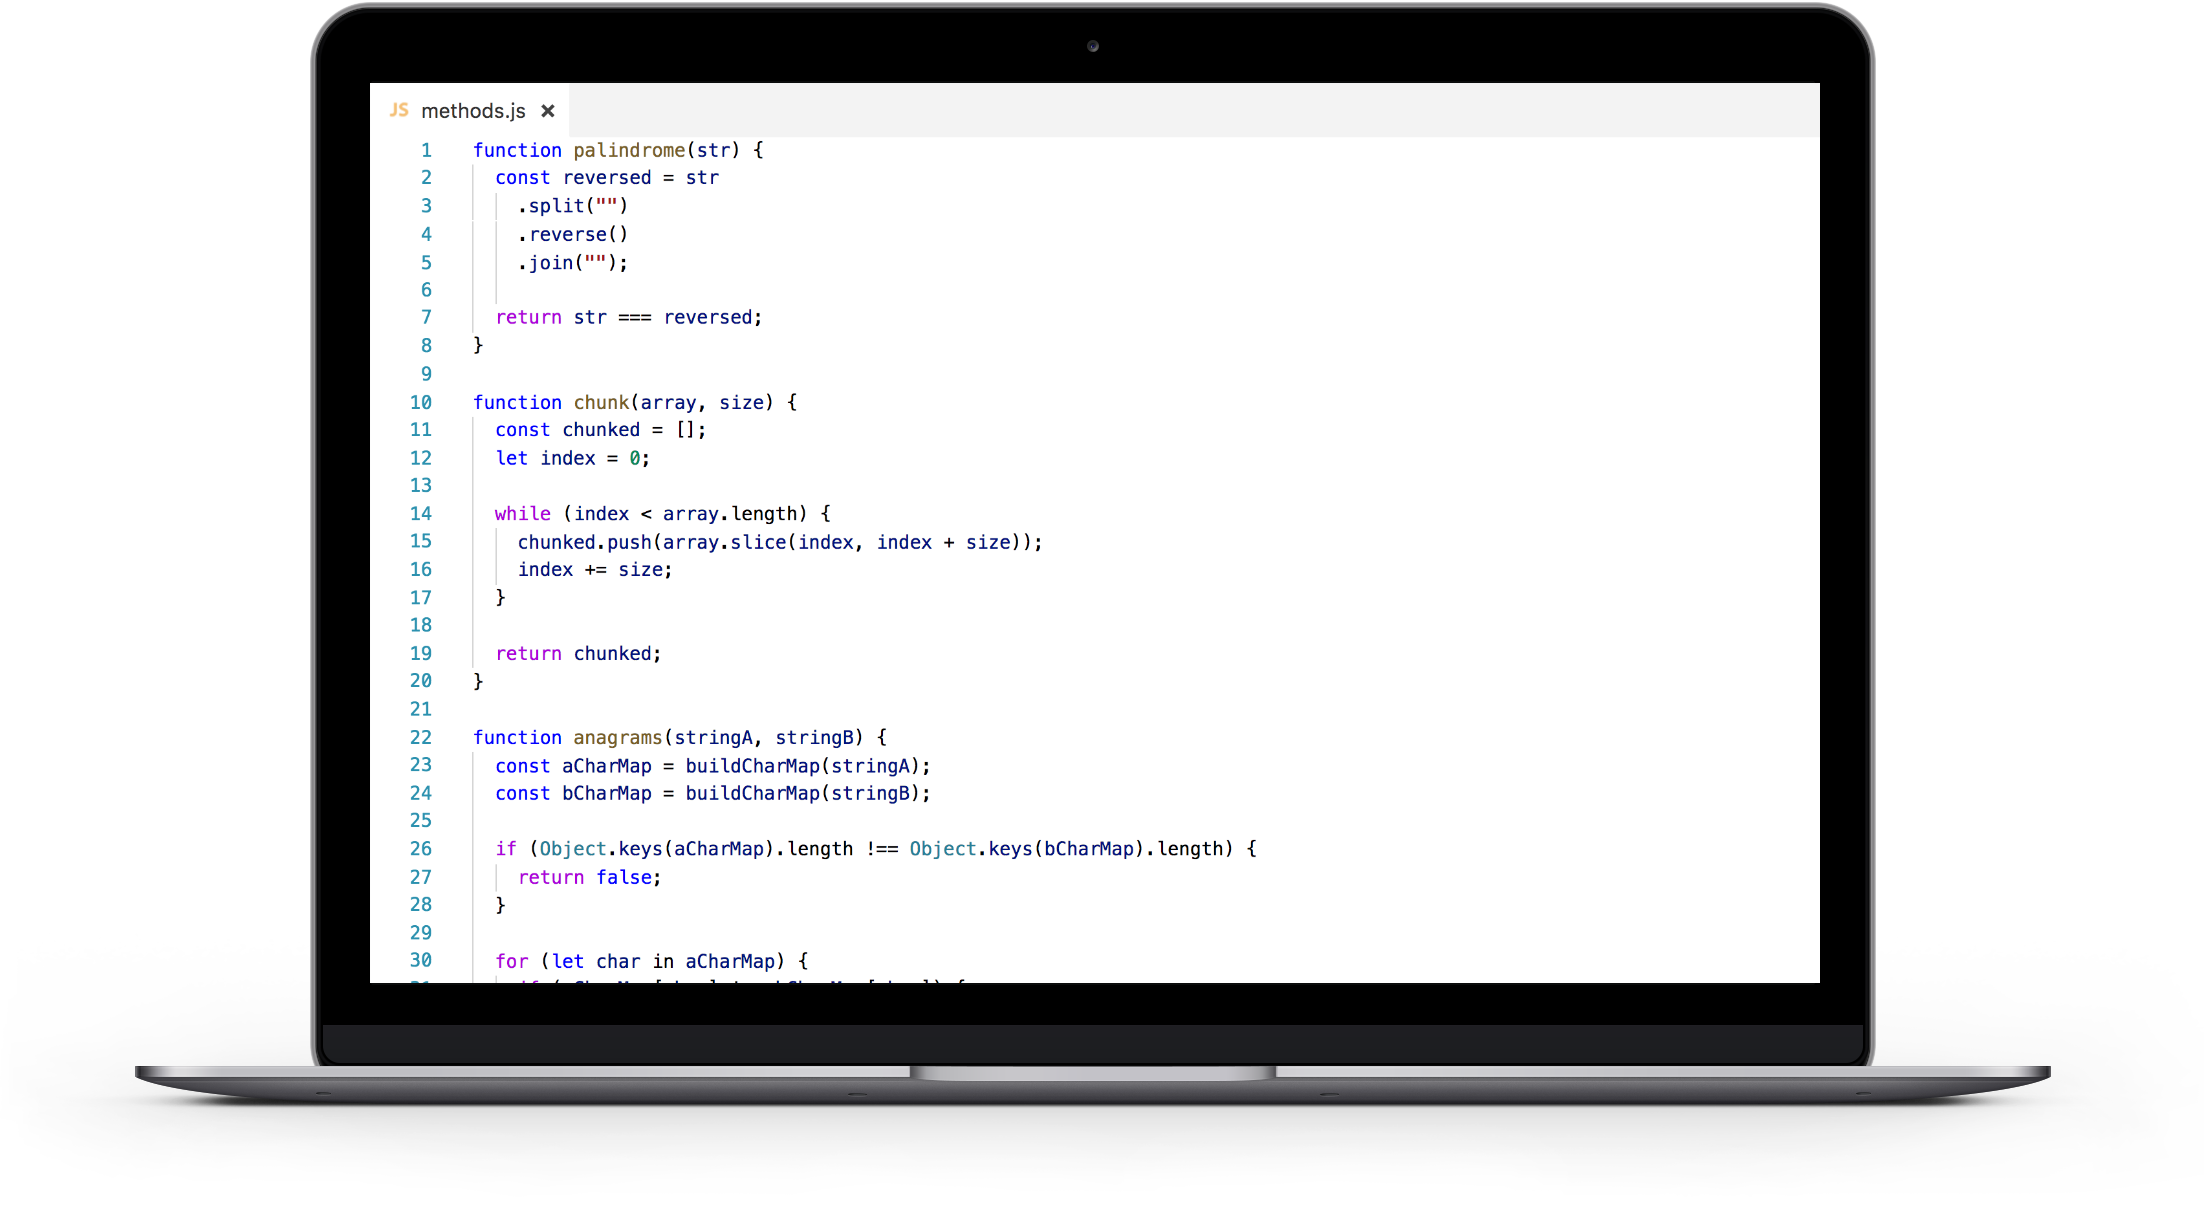 JS methods.js ×
1 function palindrome(str) {
2   const reversed = str
3     .split("")
4     .reverse()
5     .join("");
6
7   return str === reversed;
8 }
9
10 function chunk(array, size) {
11   const chunked = [];
12   let index = 0;
13
14   while (index < array.length) {
15     chunked.push(array.slice(index, index + size));
16     index += size;
17   }
18
19   return chunked;
20 }
21
22 function anagrams(stringA, stringB) {
23   const aCharMap = buildCharMap(stringA);
24   const bCharMap = buildCharMap(stringB);
25
26   if (Object.keys(aCharMap).length !== Object.keys(bCharMap).length) {
27     return false;
28   }
29
30   for (let char in aCharMap) {